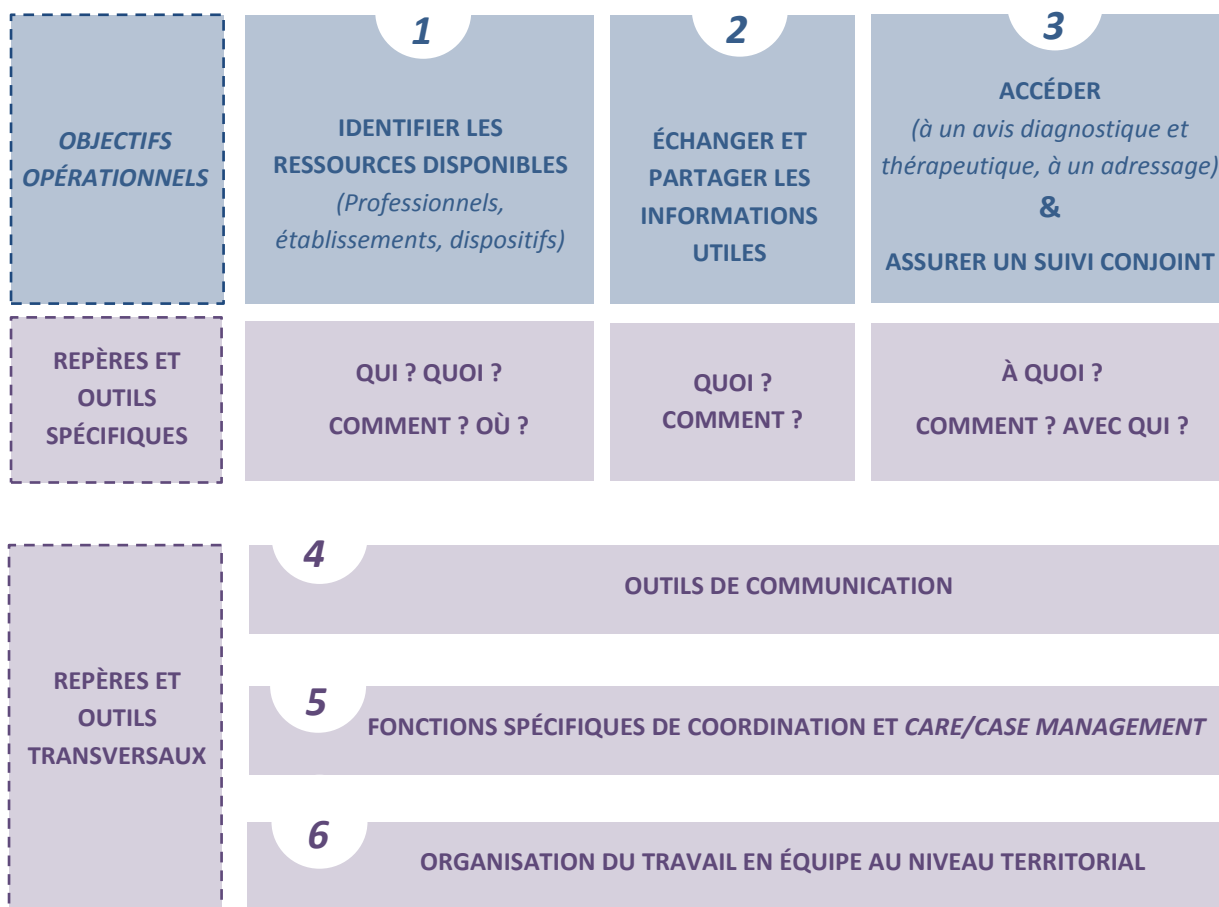 OBJECTIFS
OPÉRATIONNELS
1
IDENTIFIER LES
RESSOURCES DISPONIBLES
(Professionnels,
établissements, dispositifs)
2
ÉCHANGER ET
PARTAGER LES
INFORMATIONS
UTILES
3
ACCÉDER
(à un avis diagnostique et
thérapeutique, à un adressage)
&
ASSURER UN SUIVI CONJOINT
REPÈRES ET
OUTILS
SPÉCIFIQUES
QUI ? QUOI ?
COMMENT ? OÙ ?
QUOI ?
COMMENT ?
À QUOI ?
COMMENT ? AVEC QUI ?
REPÈRES ET
OUTILS
TRANSVERSAUX
4
OUTILS DE COMMUNICATION
5
FONCTIONS SPÉCIFIQUES DE COORDINATION ET CARE/CASE MANAGEMENT
6
ORGANISATION DU TRAVAIL EN ÉQUIPE AU NIVEAU TERRITORIAL